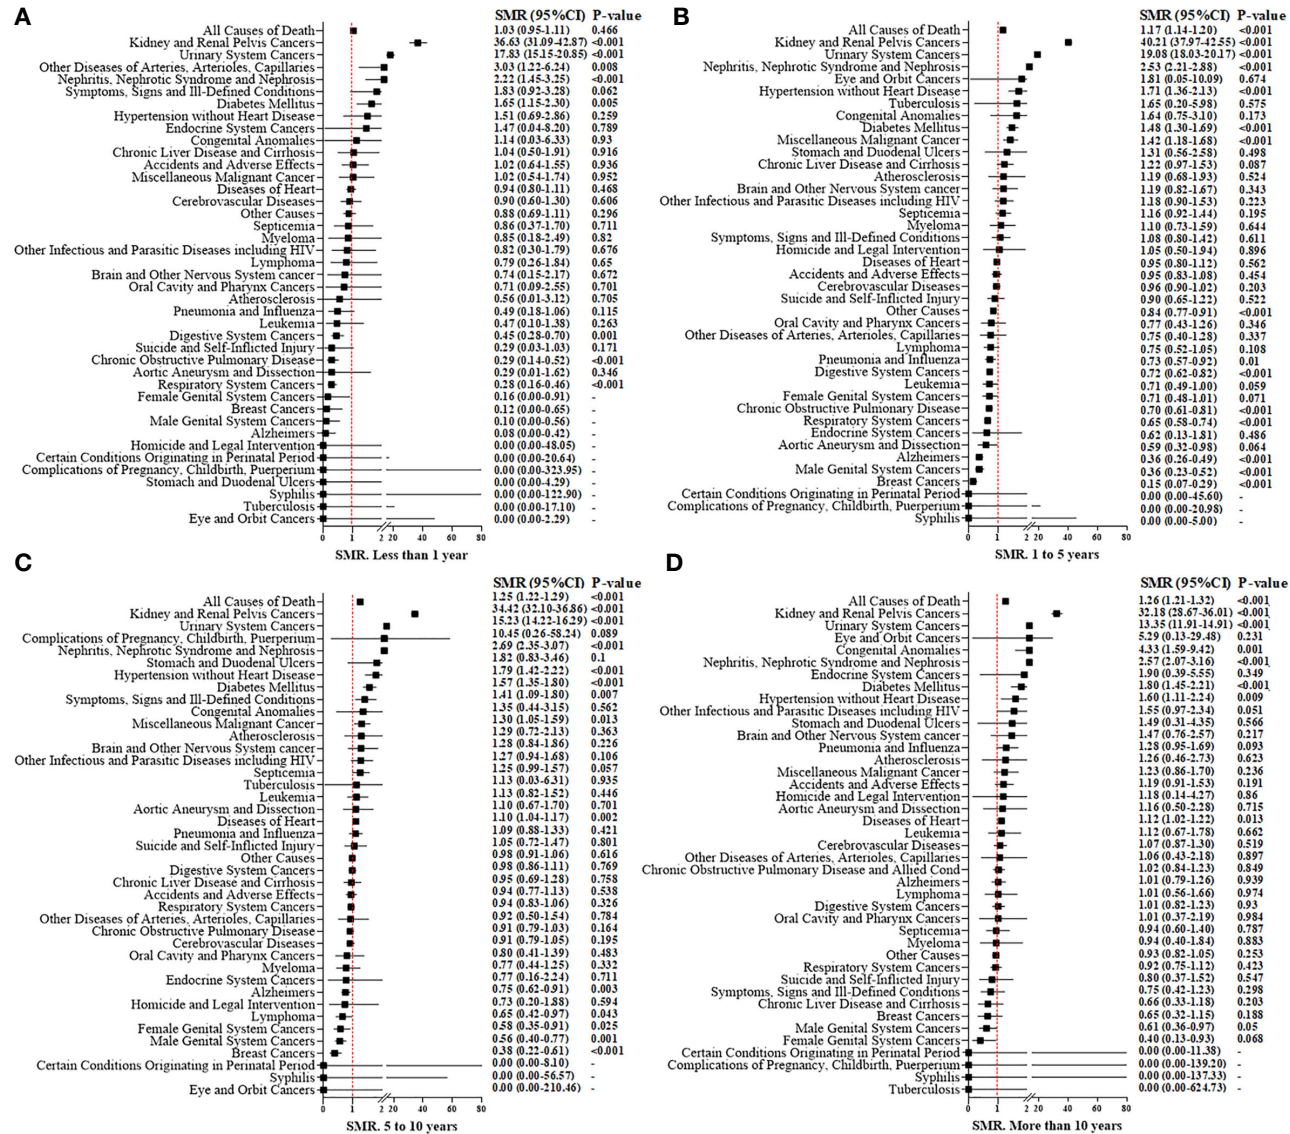 A
SMR (95%CI) P-value
All Causes of Death 1.03 (0.95-1.11) 0.466
Kidney and Renal Pelvis Cancers 36.63 (31.09-42.87) <0.001
Urinary System Cancers 17.83 (15.15-20.85) <0.001
Other Diseases of Arteries, Arterioles, Capillaries 3.03 (1.22-6.24) 0.008
Nephritis, Nephrotic Syndrome and Nephrosis 2.22 (1.45-3.25) <0.001
Symptoms, Signs and Ill-Defined Conditions 1.83 (0.92-3.28) 0.062
Diabetes Mellitus 1.65 (1.15-2.30) 0.005
Hypertension without Heart Disease 1.51 (0.69-2.86) 0.259
Endocrine System Cancers 1.47 (0.04-8.20) 0.789
Congenital Anomalies 1.14 (0.03-6.33) 0.93
Chronic Liver Disease and Cirrhosis 1.04 (0.50-1.91) 0.916
Accidents and Adverse Effects 1.02 (0.64-1.55) 0.936
Miscellaneous Malignant Cancer 1.02 (0.54-1.74) 0.952
Diseases of Heart 0.94 (0.80-1.11) 0.468
Cerebrovascular Diseases 0.90 (0.60-1.30) 0.606
Other Causes 0.88 (0.69-1.11) 0.296
Septicemia 0.86 (0.37-1.70) 0.711
Myeloma 0.85 (0.18-2.49) 0.82
Other Infectious and Parasitic Diseases including HIV 0.82 (0.30-1.79) 0.676
Lymphoma 0.79 (0.26-1.84) 0.65
Brain and Other Nervous System cancer 0.74 (0.15-2.17) 0.672
Oral Cavity and Pharynx Cancers 0.71 (0.09-2.55) 0.701
Atherosclerosis 0.56 (0.01-3.12) 0.705
Pneumonia and Influenza 0.49 (0.18-1.06) 0.115
Leukemia 0.47 (0.10-1.38) 0.263
Digestive System Cancers 0.45 (0.28-0.70) 0.001
Suicide and Self-Inflicted Injury 0.29 (0.03-1.03) 0.171
Chronic Obstructive Pulmonary Disease 0.29 (0.14-0.52) <0.001
Aortic Aneurysm and Dissection 0.29 (0.01-1.62) 0.346
Respiratory System Cancers 0.28 (0.16-0.46) <0.001
Female Genital System Cancers 0.16 (0.00-0.91) -
Breast Cancers 0.12 (0.00-0.65) -
Male Genital System Cancers 0.10 (0.00-0.56) -
Alzheimers 0.08 (0.00-0.42) -
Homicide and Legal Intervention 0.00 (0.00-48.05) -
Certain Conditions Originating in Perinatal Period 0.00 (0.00-20.64) -
Complications of Pregnancy, Childbirth, Puerperium 0.00 (0.00-323.95) -
Stomach and Duodenal Ulcers 0.00 (0.00-4.29) -
Syphilis 0.00 (0.00-122.90) -
Tuberculosis 0.00 (0.00-17.10) -
Eye and Orbit Cancers 0.00 (0.00-2.29) -
0 1 2 20 40 60 80
SMR. Less than 1 year
B
SMR (95%CI) P-value
All Causes of Death 1.17 (1.14-1.20) <0.001
Kidney and Renal Pelvis Cancers 40.21 (37.97-42.55) <0.001
Urinary System Cancers 19.08 (18.03-20.17) <0.001
Nephritis, Nephrotic Syndrome and Nephrosis 2.53 (2.21-2.88) <0.001
Eye and Orbit Cancers 1.81 (0.05-10.09) 0.674
Hypertension without Heart Disease 1.71 (1.36-2.13) <0.001
Tuberculosis 1.65 (0.20-5.98) 0.575
Congenital Anomalies 1.64 (0.75-3.10) 0.173
Diabetes Mellitus 1.48 (1.30-1.69) <0.001
Miscellaneous Malignant Cancer 1.42 (1.18-1.68) <0.001
Stomach and Duodenal Ulcers 1.31 (0.56-2.58) 0.498
Chronic Liver Disease and Cirrhosis 1.22 (0.97-1.53) 0.087
Atherosclerosis 1.19 (0.68-1.93) 0.524
Brain and Other Nervous System cancer 1.19 (0.82-1.67) 0.343
Other Infectious and Parasitic Diseases including HIV 1.18 (0.90-1.53) 0.223
Septicemia 1.16 (0.92-1.44) 0.195
Myeloma 1.10 (0.73-1.59) 0.644
Symptoms, Signs and Ill-Defined Conditions 1.08 (0.80-1.42) 0.611
Homicide and Legal Intervention 1.05 (0.50-1.94) 0.896
Diseases of Heart 0.95 (0.80-1.12) 0.562
Accidents and Adverse Effects 0.95 (0.83-1.08) 0.454
Cerebrovascular Diseases 0.96 (0.90-1.02) 0.203
Suicide and Self-Inflicted Injury 0.90 (0.65-1.22) 0.522
Other Causes 0.84 (0.77-0.91) <0.001
Oral Cavity and Pharynx Cancers 0.77 (0.43-1.26) 0.346
Other Diseases of Arteries, Arterioles, Capillaries 0.75 (0.40-1.28) 0.337
Lymphoma 0.75 (0.52-1.05) 0.108
Pneumonia and Influenza 0.73 (0.57-0.92) 0.01
Digestive System Cancers 0.72 (0.62-0.82) <0.001
Leukemia 0.71 (0.49-1.00) 0.059
Female Genital System Cancers 0.71 (0.48-1.01) 0.071
Chronic Obstructive Pulmonary Disease 0.70 (0.61-0.81) <0.001
Respiratory System Cancers 0.65 (0.58-0.74) <0.001
Endocrine System Cancers 0.62 (0.13-1.81) 0.486
Aortic Aneurysm and Dissection 0.59 (0.32-0.98) 0.064
Alzheimers 0.36 (0.26-0.49) <0.001
Male Genital System Cancers 0.36 (0.23-0.52) <0.001
Breast Cancers 0.15 (0.07-0.29) <0.001
Certain Conditions Originating in Perinatal Period 0.00 (0.00-45.60) -
Complications of Pregnancy, Childbirth, Puerperium 0.00 (0.00-20.98) -
Syphilis 0.00 (0.00-5.00) -
0 1 2 20 40 60 80
SMR. 1 to 5 years
C
SMR (95%CI) P-value
All Causes of Death 1.25 (1.22-1.29) <0.001
Kidney and Renal Pelvis Cancers 34.42 (32.10-36.86) <0.001
Urinary System Cancers 15.23 (14.22-16.29) <0.001
Complications of Pregnancy, Childbirth, Puerperium 10.45 (0.26-58.24) 0.089
Nephritis, Nephrotic Syndrome and Nephrosis 2.69 (2.35-3.07) <0.001
Stomach and Duodenal Ulcers 1.82 (0.83-3.46) 0.1
Hypertension without Heart Disease 1.79 (1.42-2.22) <0.001
Diabetes Mellitus 1.57 (1.35-1.80) <0.001
Symptoms, Signs and Ill-Defined Conditions 1.41 (1.09-1.80) 0.007
Congenital Anomalies 1.35 (0.44-3.15) 0.562
Miscellaneous Malignant Cancer 1.30 (1.05-1.59) 0.013
Atherosclerosis 1.29 (0.72-2.13) 0.363
Brain and Other Nervous System cancer 1.28 (0.84-1.86) 0.226
Other Infectious and Parasitic Diseases including HIV 1.27 (0.94-1.68) 0.106
Septicemia 1.25 (0.99-1.57) 0.057
Tuberculosis 1.13 (0.03-6.31) 0.935
Leukemia 1.13 (0.82-1.52) 0.446
Aortic Aneurysm and Dissection 1.10 (0.67-1.70) 0.701
Diseases of Heart 1.10 (1.04-1.17) 0.002
Pneumonia and Influenza 1.09 (0.88-1.33) 0.421
Suicide and Self-Inflicted Injury 1.05 (0.72-1.47) 0.801
Other Causes 0.98 (0.91-1.06) 0.616
Digestive System Cancers 0.98 (0.86-1.11) 0.769
Chronic Liver Disease and Cirrhosis 0.95 (0.69-1.28) 0.758
Accidents and Adverse Effects 0.94 (0.77-1.13) 0.538
Respiratory System Cancers 0.94 (0.83-1.06) 0.326
Other Diseases of Arteries, Arterioles, Capillaries 0.92 (0.50-1.54) 0.784
Chronic Obstructive Pulmonary Disease 0.91 (0.79-1.03) 0.164
Cerebrovascular Diseases 0.91 (0.79-1.05) 0.195
Oral Cavity and Pharynx Cancers 0.80 (0.41-1.39) 0.483
Myeloma 0.77 (0.44-1.25) 0.332
Endocrine System Cancers 0.77 (0.16-2.24) 0.711
Alzheimers 0.75 (0.62-0.91) 0.003
Homicide and Legal Intervention 0.73 (0.20-1.88) 0.594
Lymphoma 0.65 (0.42-0.97) 0.043
Female Genital System Cancers 0.58 (0.35-0.91) 0.025
Male Genital System Cancers 0.56 (0.40-0.77) 0.001
Breast Cancers 0.38 (0.22-0.61) <0.001
Certain Conditions Originating in Perinatal Period 0.00 (0.00-8.10) -
Syphilis 0.00 (0.00-56.57) -
Eye and Orbit Cancers 0.00 (0.00-210.46) -
0 1 2 20 40 60 80
SMR. 5 to 10 years
D
SMR (95%CI) P-value
All Causes of Death 1.26 (1.21-1.32) <0.001
Kidney and Renal Pelvis Cancers 32.18 (28.67-36.01) <0.001
Urinary System Cancers 13.35 (11.91-14.91) <0.001
Eye and Orbit Cancers 5.29 (0.13-29.48) 0.231
Congenital Anomalies 4.33 (1.59-9.42) 0.001
Nephritis, Nephrotic Syndrome and Nephrosis 2.57 (2.07-3.16) <0.001
Endocrine System Cancers 1.90 (0.39-5.55) 0.349
Diabetes Mellitus 1.80 (1.45-2.21) <0.001
Hypertension without Heart Disease 1.60 (1.11-2.24) 0.009
Other Infectious and Parasitic Diseases including HIV 1.55 (0.97-2.34) 0.051
Stomach and Duodenal Ulcers 1.49 (0.31-4.35) 0.566
Brain and Other Nervous System cancer 1.47 (0.76-2.57) 0.217
Pneumonia and Influenza 1.28 (0.95-1.69) 0.093
Atherosclerosis 1.26 (0.46-2.73) 0.623
Miscellaneous Malignant Cancer 1.23 (0.86-1.70) 0.236
Accidents and Adverse Effects 1.19 (0.91-1.53) 0.191
Homicide and Legal Intervention 1.18 (0.14-4.27) 0.86
Aortic Aneurysm and Dissection 1.16 (0.50-2.28) 0.715
Diseases of Heart 1.12 (1.02-1.22) 0.013
Leukemia 1.12 (0.67-1.78) 0.662
Cerebrovascular Diseases 1.07 (0.87-1.30) 0.519
Other Diseases of Arteries, Arterioles, Capillaries 1.06 (0.43-2.18) 0.897
Chronic Obstructive Pulmonary Disease and Allied Cond 1.02 (0.84-1.23) 0.849
Alzheimers 1.01 (0.79-1.26) 0.939
Lymphoma 1.01 (0.56-1.66) 0.974
Digestive System Cancers 1.01 (0.82-1.23) 0.93
Oral Cavity and Pharynx Cancers 1.01 (0.37-2.19) 0.984
Septicemia 0.94 (0.60-1.40) 0.787
Myeloma 0.94 (0.40-1.84) 0.883
Other Causes 0.93 (0.82-1.05) 0.253
Respiratory System Cancers 0.92 (0.75-1.12) 0.423
Suicide and Self-Inflicted Injury 0.80 (0.37-1.52) 0.547
Symptoms, Signs and Ill-Defined Conditions 0.75 (0.42-1.23) 0.298
Chronic Liver Disease and Cirrhosis 0.66 (0.33-1.18) 0.203
Breast Cancers 0.65 (0.32-1.15) 0.188
Male Genital System Cancers 0.61 (0.36-0.97) 0.05
Female Genital System Cancers 0.40 (0.13-0.93) 0.068
Certain Conditions Originating in Perinatal Period 0.00 (0.00-11.38) -
Complications of Pregnancy, Childbirth, Puerperium 0.00 (0.00-139.20) -
Syphilis 0.00 (0.00-137.33) -
Tuberculosis 0.00 (0.00-624.73) -
0 1 2 20 40 60 80
SMR. More than 10 years